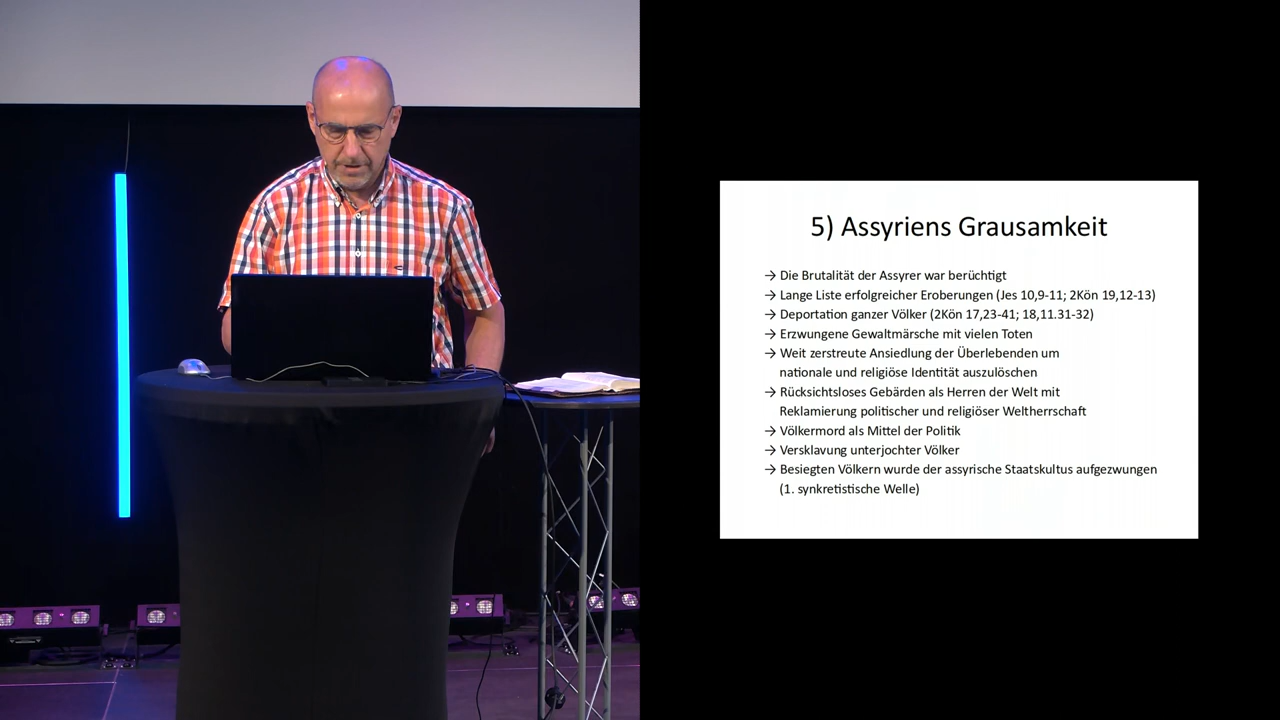 5) Assyriens Grausamkeit
→ Die Brutalität der Assyrer war berüchtigt
→ Lange Liste erfolgreicher Eroberungen (Jes 10,9-11; 2Kön 19,12-13)
→ Deportation ganzer Völker (2Kön 17,23-41; 18,11.31-32)
→ Erzwungene Gewaltmärsche mit vielen Toten
→ Weit zerstreute Ansiedlung der Überlebenden um
nationale und religiöse Identität auszulöschen
→ Rücksichtsloses Gebärden als Herren der Welt mit
Reklamierung politischer und religiöser Weltherrschaft
→ Völkermord als Mittel der Politik
→ Versklavung unterjochter Völker
→ Besiegten Völkern wurde der assyrische Staatskultus aufgezwungen
(1. synkretistische Welle)